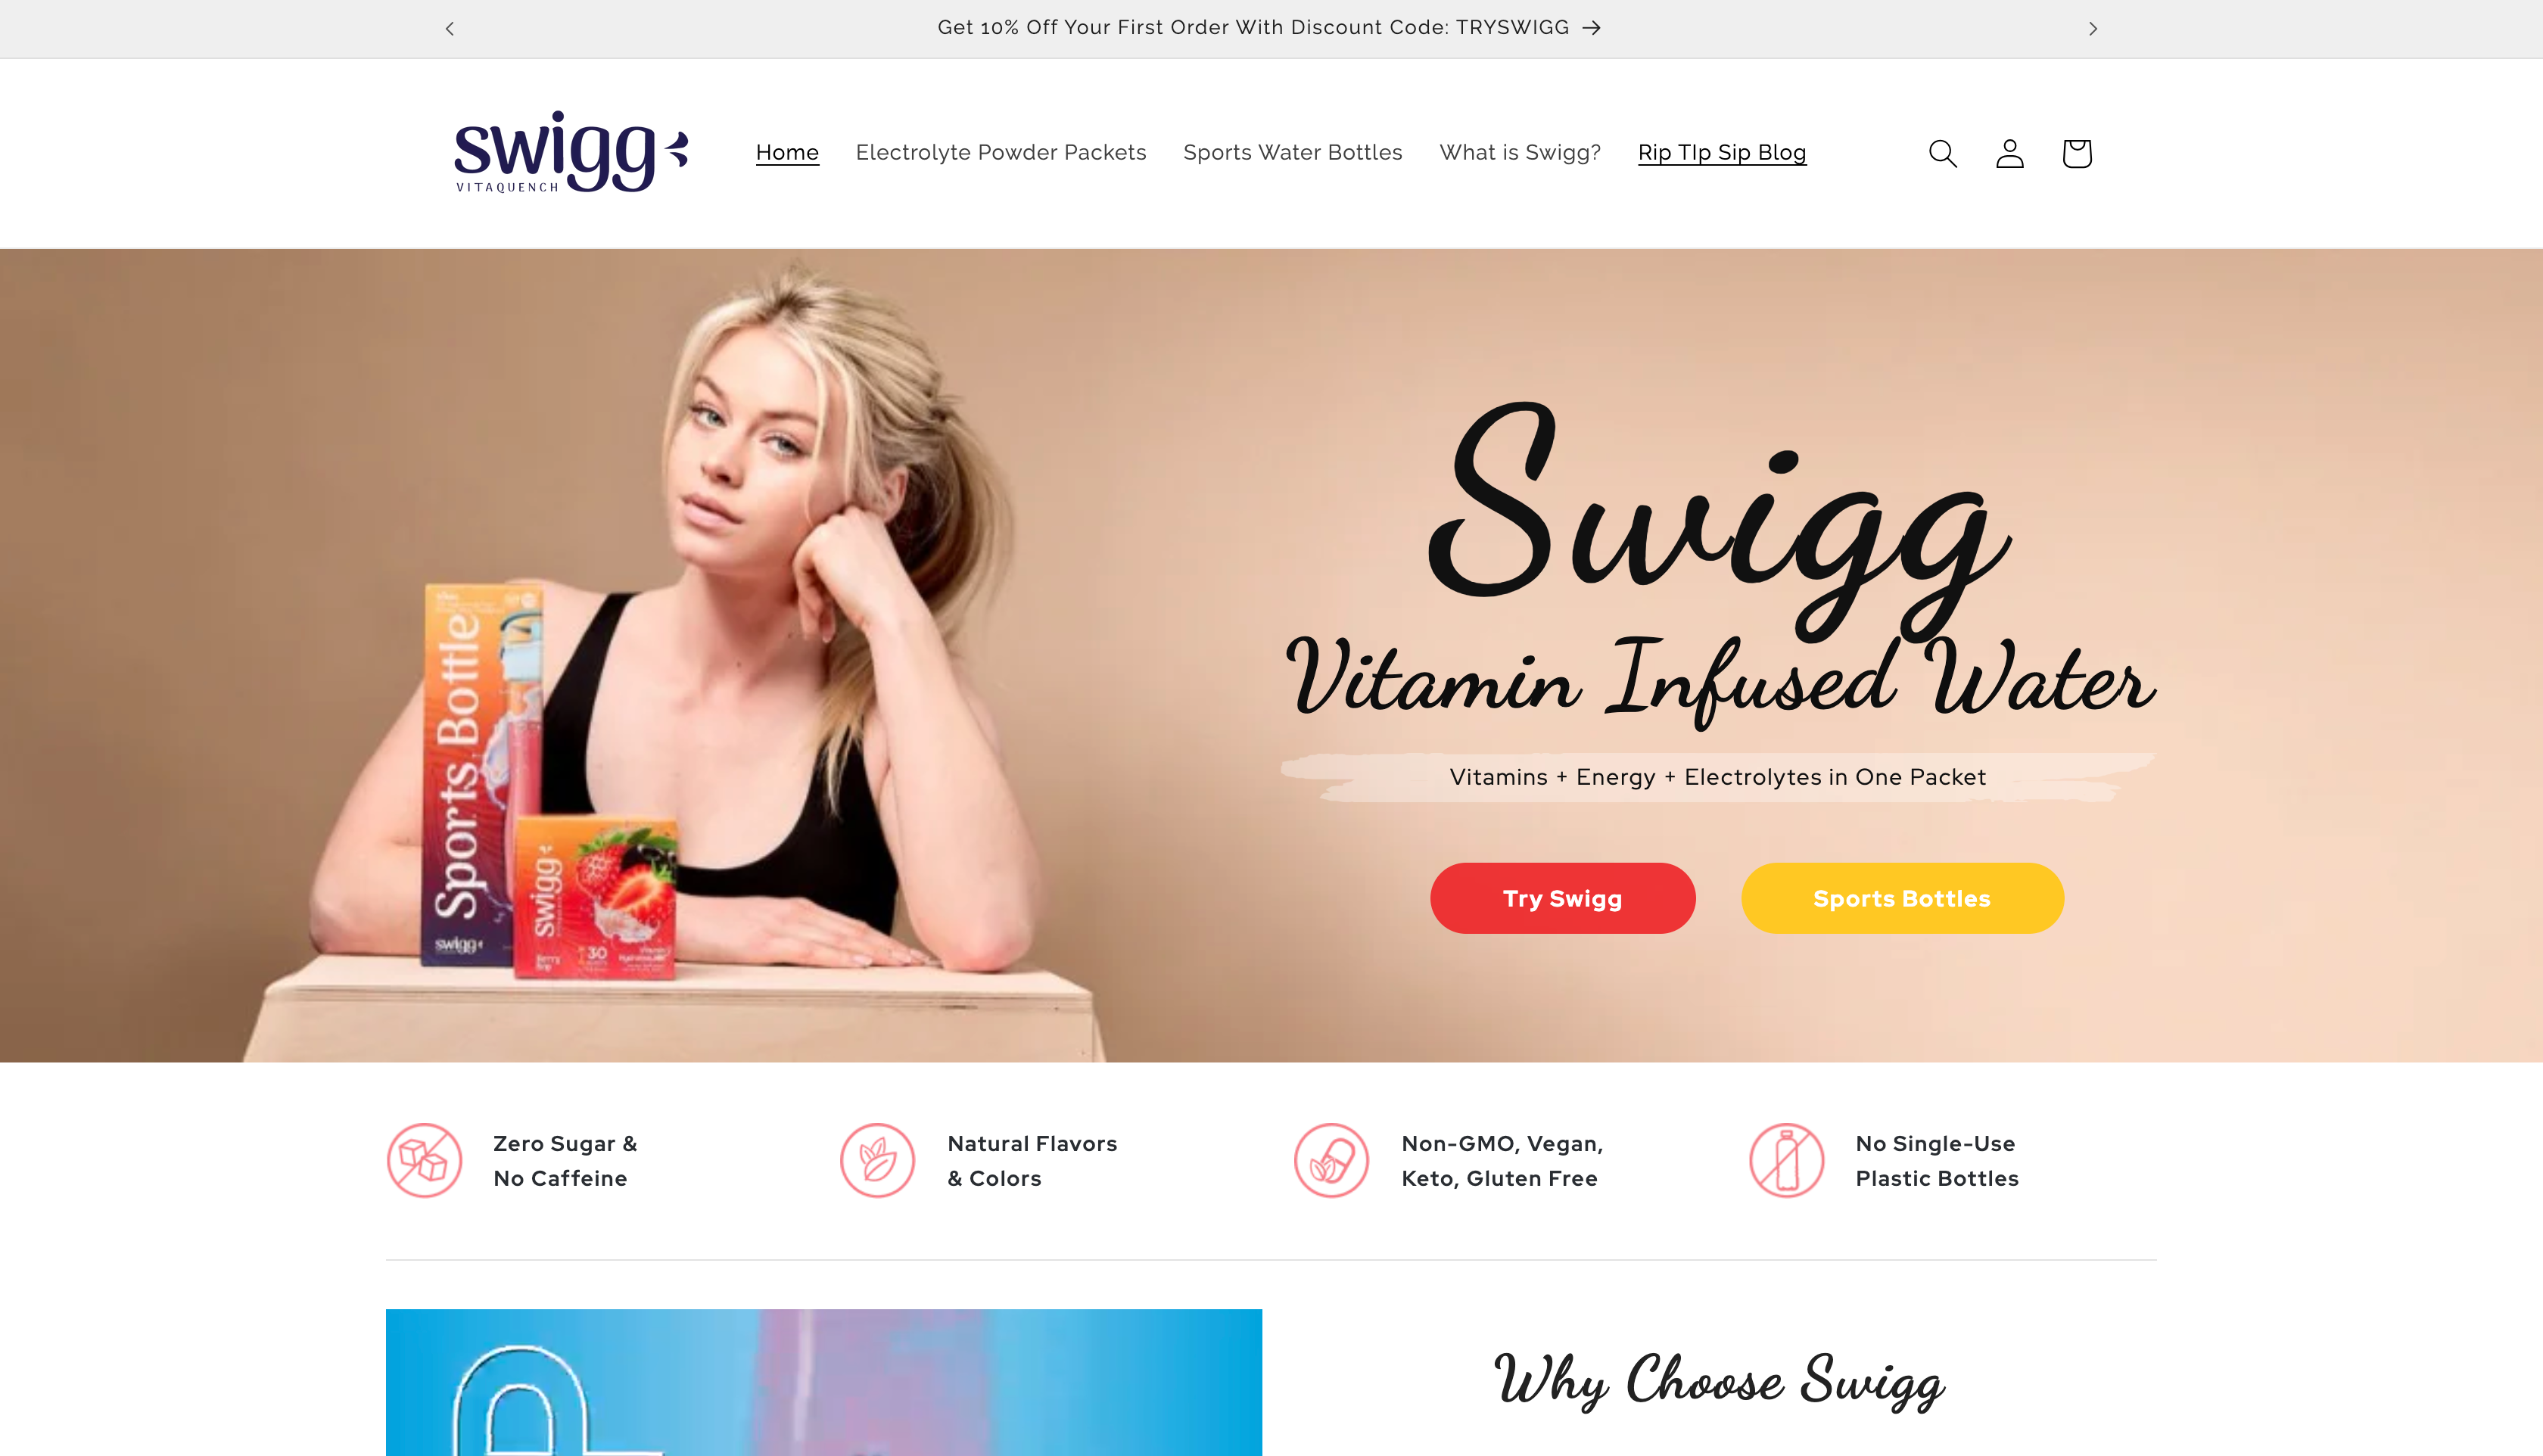 Get 10% Off Your First Order With Discount Code: TRYSWIGG →
swigg
VITAQUENCH
Home
Electrolyte Powder Packets
Sports Water Bottles
What is Swigg?
Rip TIp Sip Blog
Swigg
Vitamin Infused Water
Vitamins + Energy + Electrolytes in One Packet
Try Swigg
Sports Bottles
Sports Bottle
swigg
swigg
30
Zero Sugar &
No Caffeine
Natural Flavors
& Colors
Non-GMO, Vegan,
Keto, Gluten Free
No Single-Use
Plastic Bottles
Why Choose Swigg